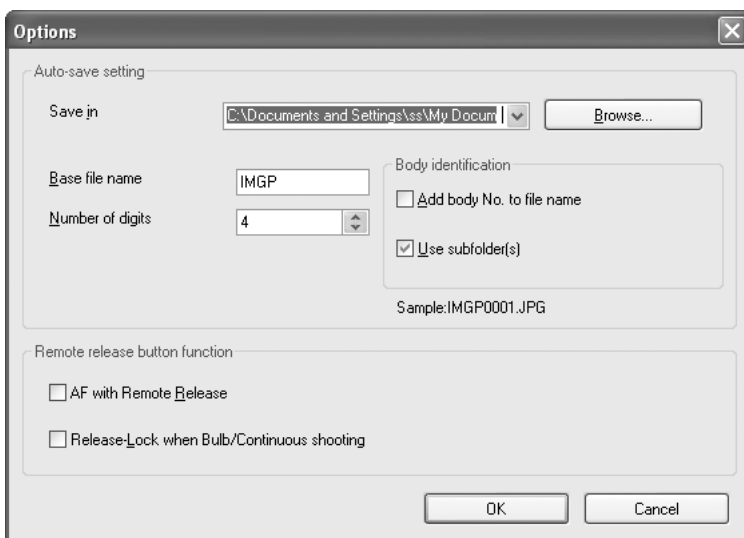 Options
Auto-save setting
Save in C:\Documents and Settings\ss\My Docum Browse...
Base file name IMGP
Number of digits 4
Body identification
Add body No. to file name
Use subfolder(s)
Sample:IMGP0001.JPG
Remote release button function
AF with Remote Release
Release-Lock when Bulb/Continuous shooting
OK Cancel